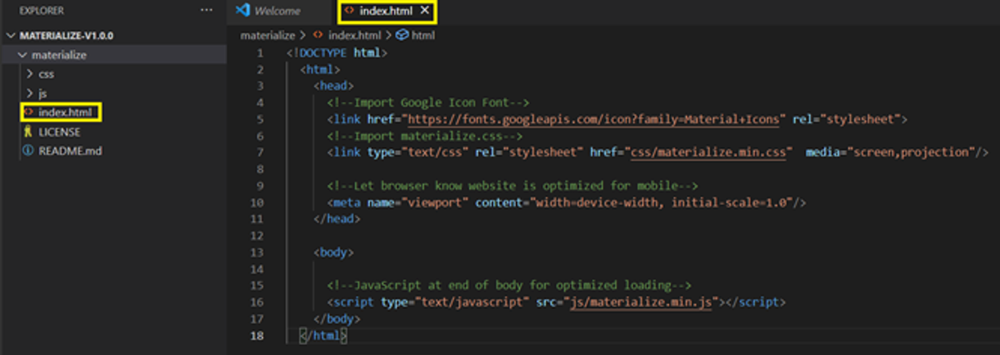 EXPLORER ...
MATERIALIZE-V1.0.0
materialize
css
js
index.html
LICENSE
README.md
Welcome
index.html
materialize > index.html > html
1 <!DOCTYPE html>
2 <html>
3 <head>
4 <!--Import Google Icon Font-->
5 <link href="https://fonts.googleapis.com/icon?family=Material+Icons" rel="stylesheet">
6 <!--Import materialize.css-->
7 <link type="text/css" rel="stylesheet" href="css/materialize.min.css"  media="screen,projection"/>
8
9 <!--Let browser know website is optimized for mobile-->
10 <meta name="viewport" content="width=device-width, initial-scale=1.0"/>
11 </head>
12
13 <body>
14
15 <!--JavaScript at end of body for optimized loading-->
16 <script type="text/javascript" src="js/materialize.min.js"></script>
17 </body>
18 </html>